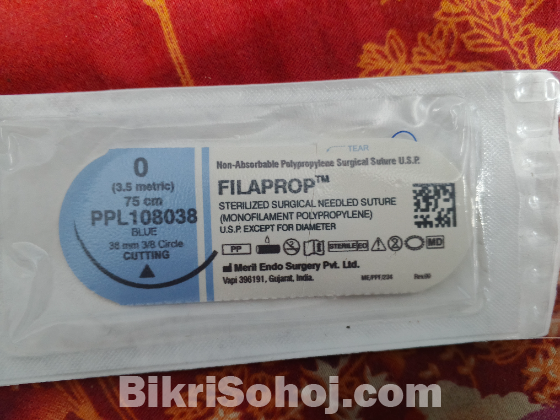 TEAR
Non-Absorbable Polypropylene Surgical Suture U.S.P.
0
(3.5 metric)
75 cm
PPL108038
BLUE
36 mm 3/8 Circle
CUTTING
FILAPROP™
STERILIZED SURGICAL NEEDLED SUTURE
(MONOFILAMENT POLYPROPYLENE)
U.S.P. EXCEPT FOR DIAMETER
PP STERILE EO MD
Meril Endo Surgery Pvt. Ltd.
Vapi 396191, Gujarat, India.
BikriSohoj.com